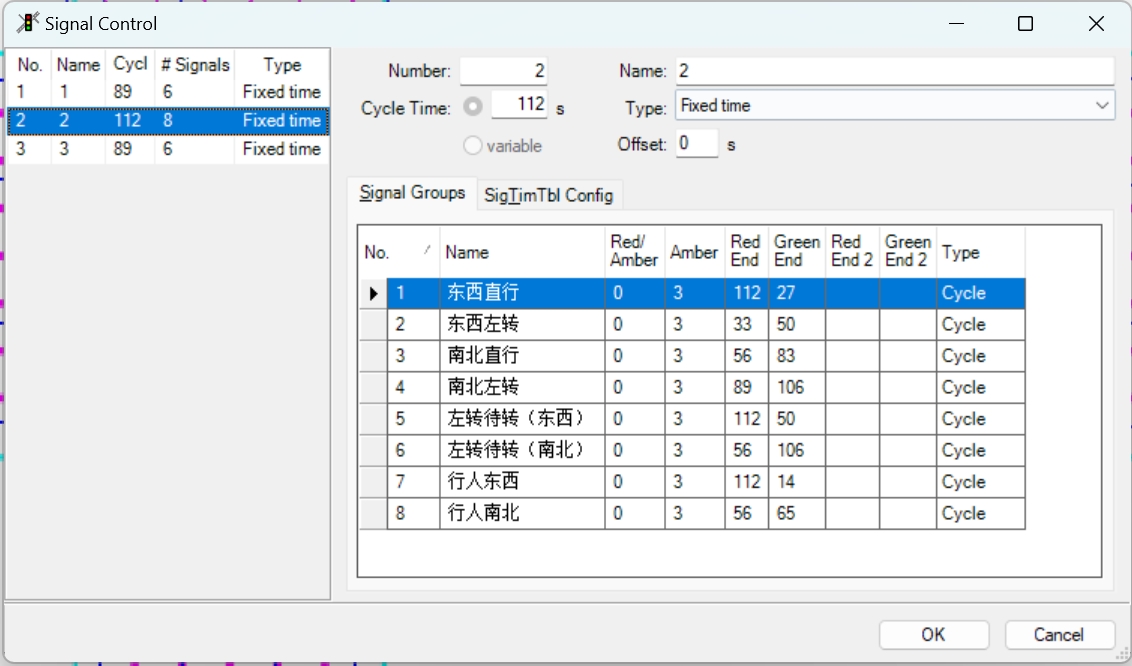 Signal Control
No. Name Cycl # Signals Type
1 1 89 6 Fixed time
2 2 112 8 Fixed time
3 3 89 6 Fixed time
Number: 2 Name: 2
Cycle Time: 112 s Type: Fixed time
variable Offset: 0 s
Signal Groups SigTimTbl Config
No. Name Red/ Amber Amber Red End Green End Red End 2 Green End 2 Type
1 东西直行 0 3 112 27 Cycle
2 东西左转 0 3 33 50 Cycle
3 南北直行 0 3 56 83 Cycle
4 南北左转 0 3 89 106 Cycle
5 左转待转（东西） 0 3 112 50 Cycle
6 左转待转（南北） 0 3 56 106 Cycle
7 行人东西 0 3 112 14 Cycle
8 行人南北 0 3 56 65 Cycle
OK Cancel